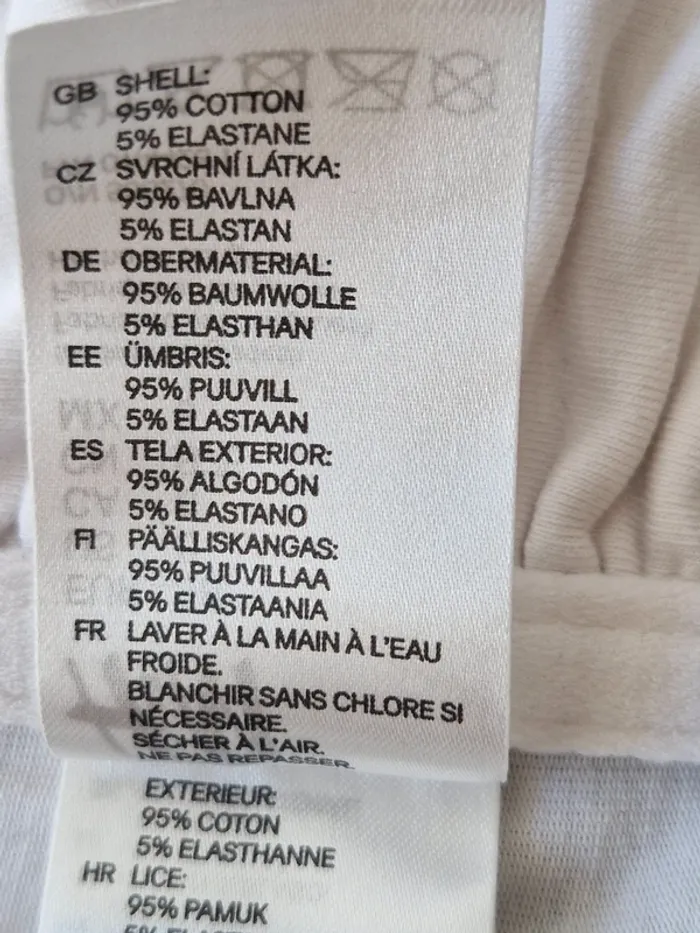 GB SHELL:
95% COTTON
5% ELASTANE
CZ SVRCHNÍ LÁTKA:
95% BAVLNA
5% ELASTAN
DE OBERMATERIAL:
95% BAUMWOLLE
5% ELASTHAN
EE ÜMBRIS:
95% PUUVILL
5% ELASTAAN
ES TELA EXTERIOR:
95% ALGODÓN
5% ELASTANO
FI PÄÄLLISKANGAS:
95% PUUVILLAA
5% ELASTAANIA
FR LAVER À LA MAIN À L'EAU
FROIDE.
BLANCHIR SANS CHLORE SI
NÉCESSAIRE.
SÉCHER À L'AIR.
NE PAS REPASSER.
EXTERIEUR:
95% COTON
5% ELASTHANNE
HR LICE:
95% PAMUK